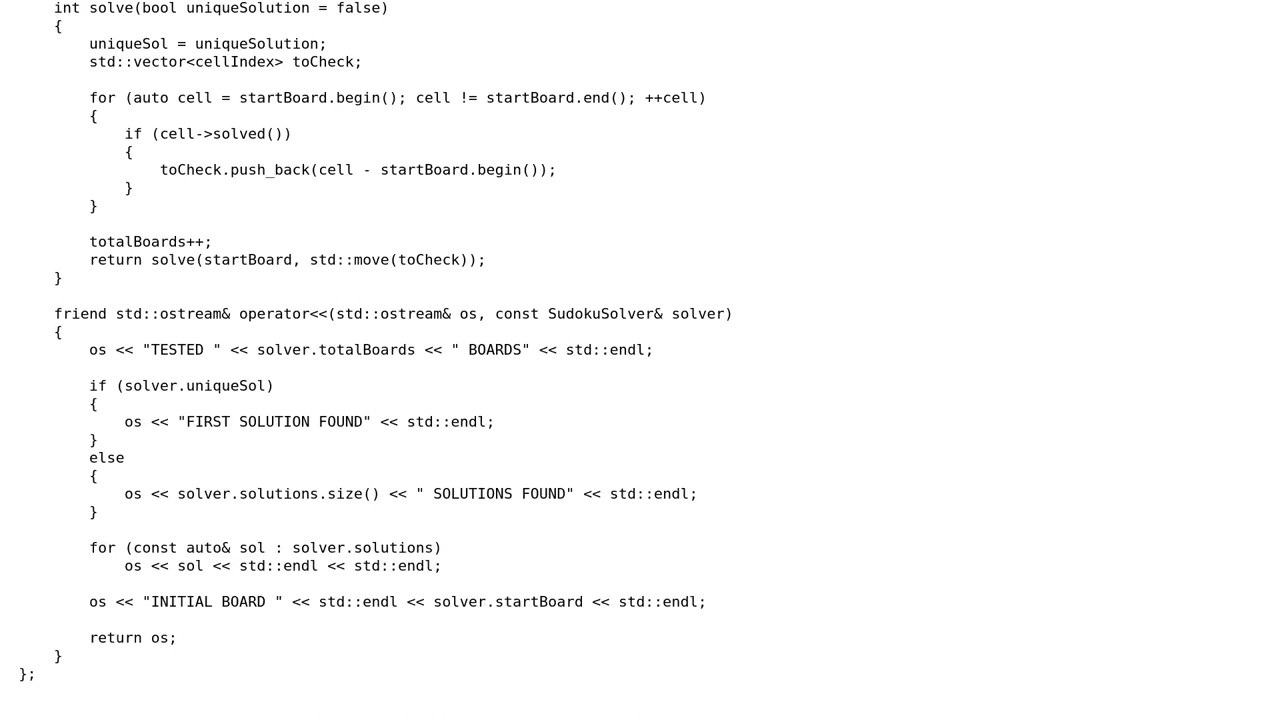 int solve(bool uniqueSolution = false)
    {
        uniqueSol = uniqueSolution;
        std::vector<cellIndex> toCheck;

        for (auto cell = startBoard.begin(); cell != startBoard.end(); ++cell)
        {
            if (cell->solved())
            {
                toCheck.push_back(cell - startBoard.begin());
            }
        }

        totalBoards++;
        return solve(startBoard, std::move(toCheck));
    }

    friend std::ostream& operator<<(std::ostream& os, const SudokuSolver& solver)
    {
        os << "TESTED " << solver.totalBoards << " BOARDS" << std::endl;

        if (solver.uniqueSol)
        {
            os << "FIRST SOLUTION FOUND" << std::endl;
        }
        else
        {
            os << solver.solutions.size() << " SOLUTIONS FOUND" << std::endl;
        }

        for (const auto& sol : solver.solutions)
            os << sol << std::endl << std::endl;

        os << "INITIAL BOARD " << std::endl << solver.startBoard << std::endl;

        return os;
    }
};